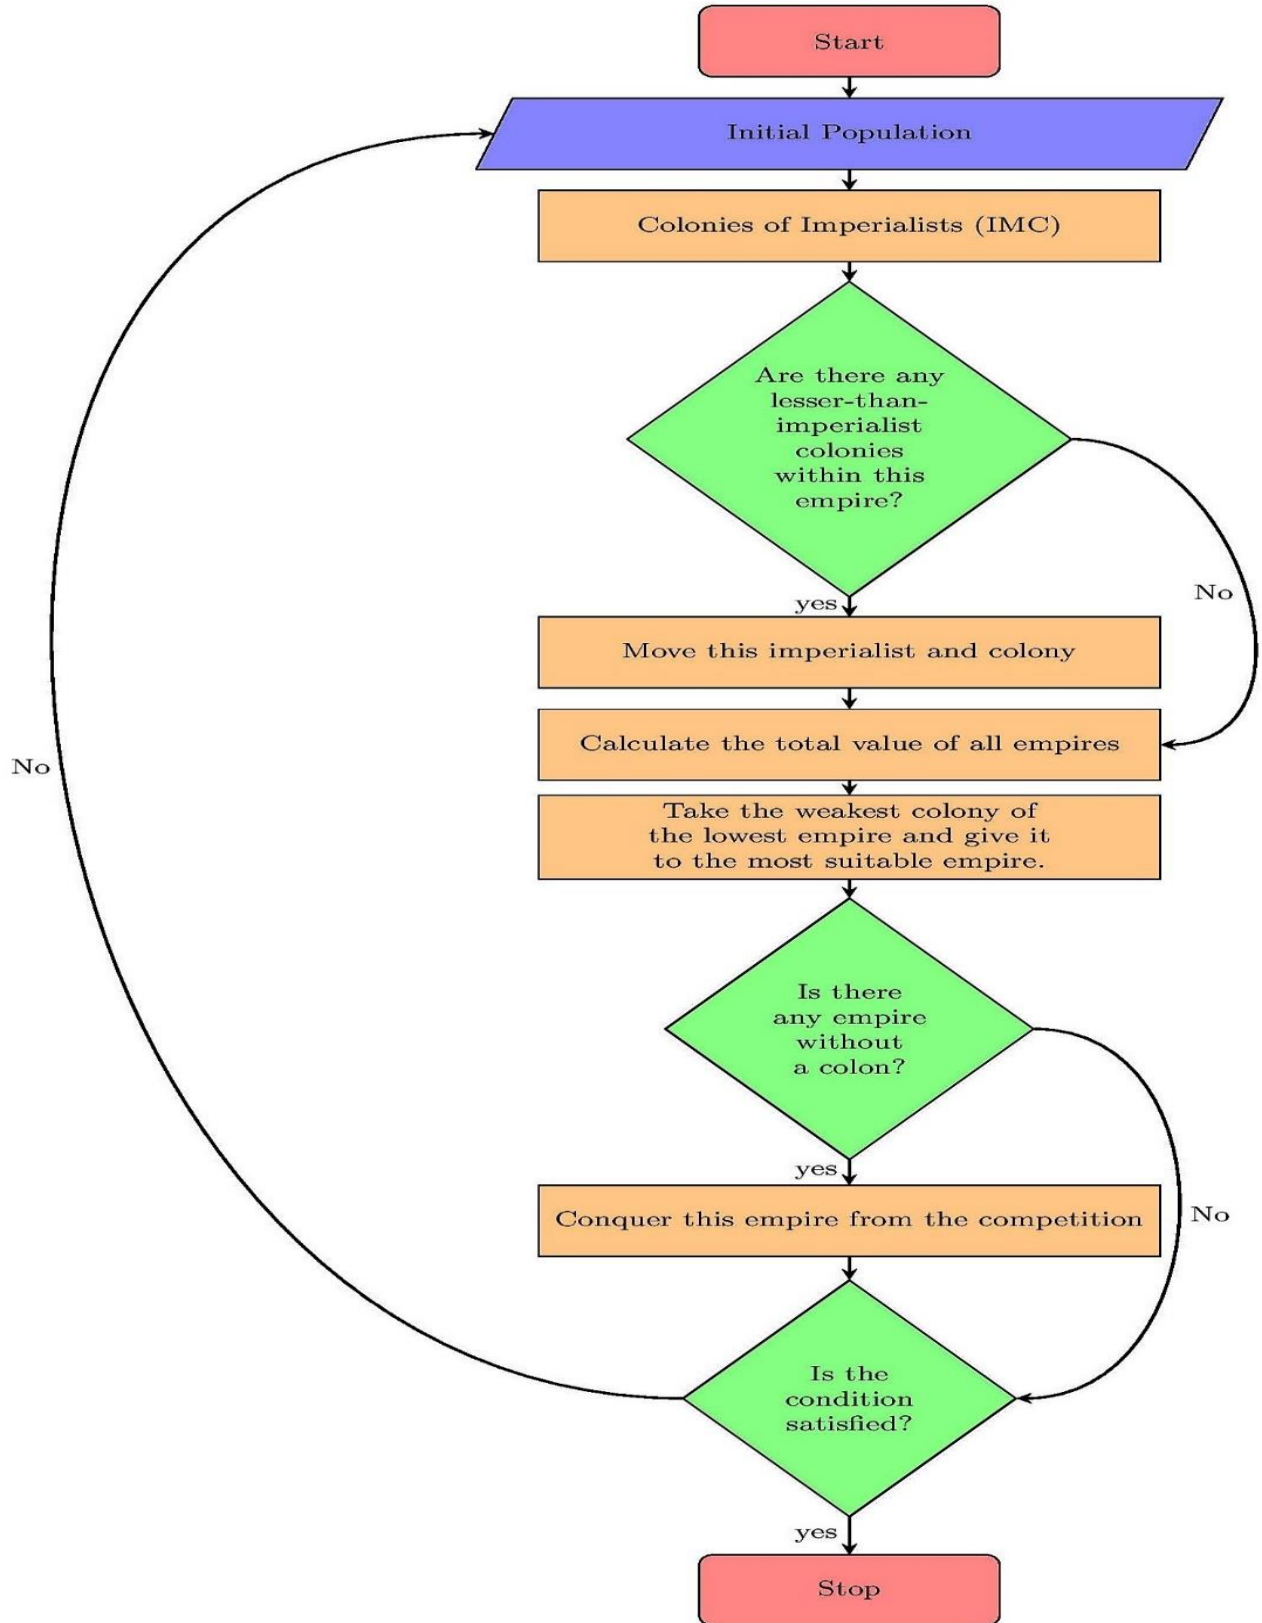 Start
Initial Population
Colonies of Imperialists (IMC)
Are there any
lesser-than-
imperialist
colonies
within this
empire?
No
yes
Move this imperialist and colony
Calculate the total value of all empires
No
Take the weakest colony of
the lowest empire and give it
to the most suitable empire.
Is there
any empire
without
a colon?
yes
Conquer this empire from the competition
No
Is the
condition
satisfied?
yes
Stop